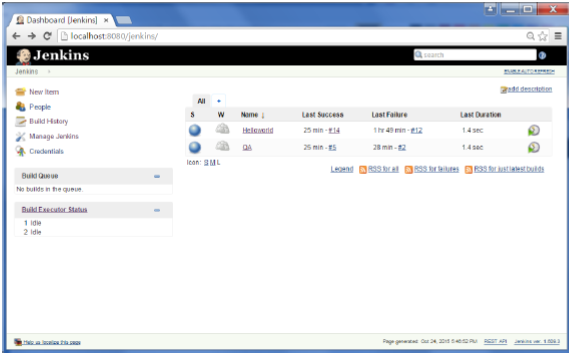 Dashboard [Jenkins]
localhost:8080/jenkins/
Jenkins
search
Jenkins
ENABLE AUTO REFRESH
New Item
People
Build History
Manage Jenkins
Credentials
Build Queue
No builds in the queue.
Build Executor Status
1 Idle
2 Idle
add description
All +
S W Name ↓ Last Success Last Failure Last Duration
Helloworld 25 min - #14 1 hr 49 min - #12 1.4 sec
QA 25 min - #5 28 min - #2 1.4 sec
Icon: S M L
Legend RSS for all RSS for failures RSS for just latest builds
Help us localize this page
Page generated: Oct 24, 2015 REST API Jenkins ver.